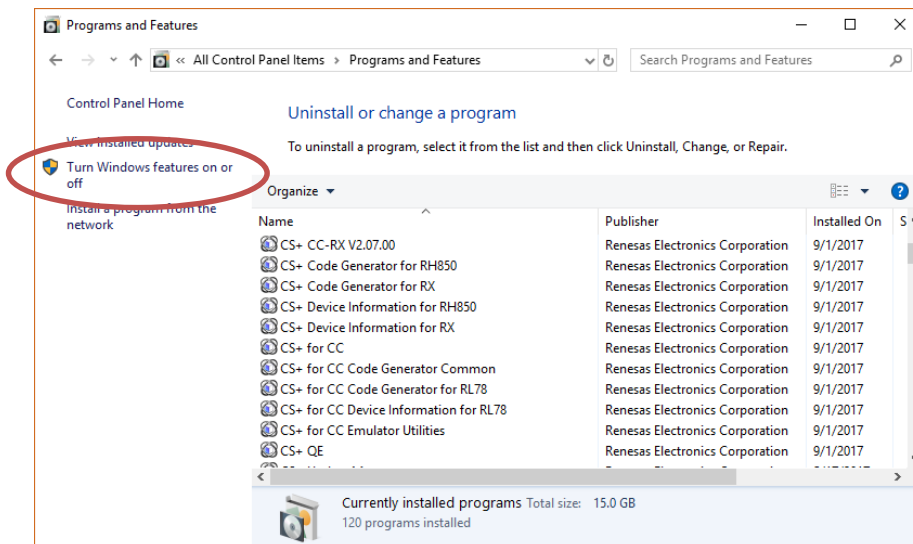 Programs and Features
« All Control Panel Items › Programs and Features
Search Programs and Features
Control Panel Home
View installed updates
Turn Windows features on or
off
Install a program from the
network
Uninstall or change a program
To uninstall a program, select it from the list and then click Uninstall, Change, or Repair.
Organize
Name Publisher Installed On S
CS+ CC-RX V2.07.00 Renesas Electronics Corporation 9/1/2017
CS+ Code Generator for RH850 Renesas Electronics Corporation 9/1/2017
CS+ Code Generator for RX Renesas Electronics Corporation 9/1/2017
CS+ Device Information for RH850 Renesas Electronics Corporation 9/1/2017
CS+ Device Information for RX Renesas Electronics Corporation 9/1/2017
CS+ for CC Renesas Electronics Corporation 9/1/2017
CS+ for CC Code Generator Common Renesas Electronics Corporation 9/1/2017
CS+ for CC Code Generator for RL78 Renesas Electronics Corporation 9/1/2017
CS+ for CC Device Information for RL78 Renesas Electronics Corporation 9/1/2017
CS+ for CC Emulator Utilities Renesas Electronics Corporation 9/1/2017
CS+ QE Renesas Electronics Corporation 9/1/2017
Currently installed programs Total size: 15.0 GB
120 programs installed